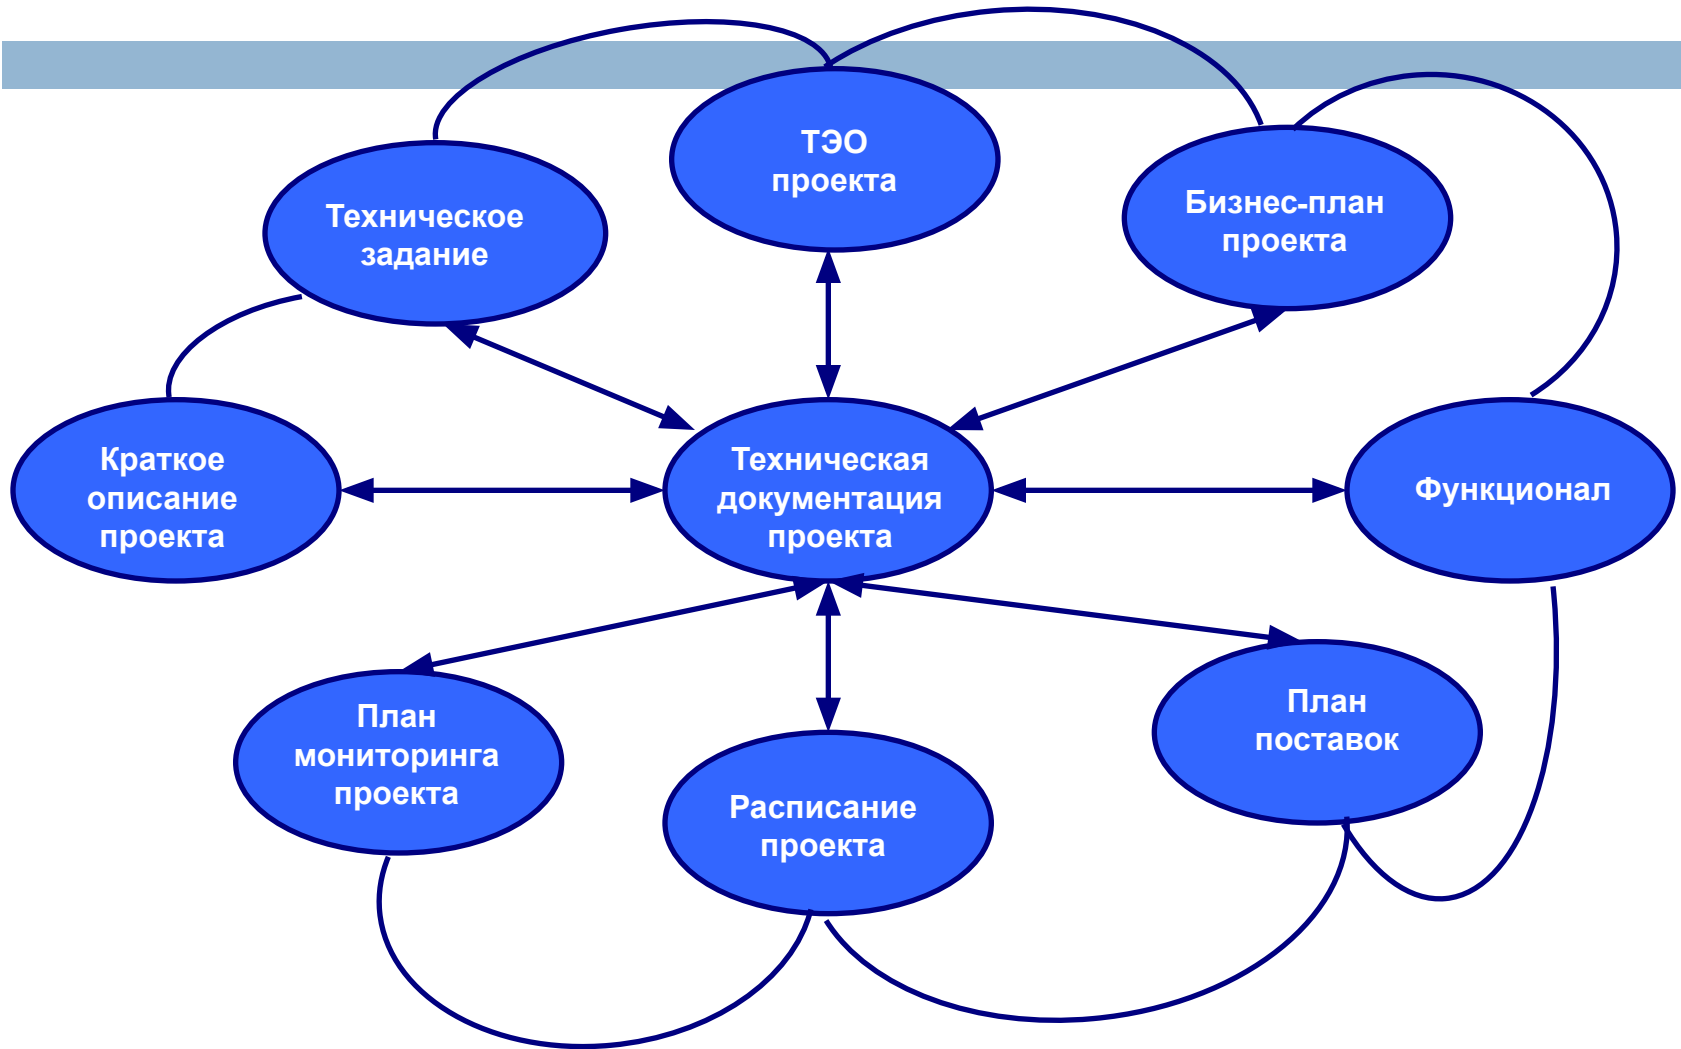 ТЭО
проекта
Техническое
задание
Бизнес-план
проекта
Краткое
описание
проекта
Техническая
документация
проекта
Функционал
План
мониторинга
проекта
Расписание
проекта
План
поставок